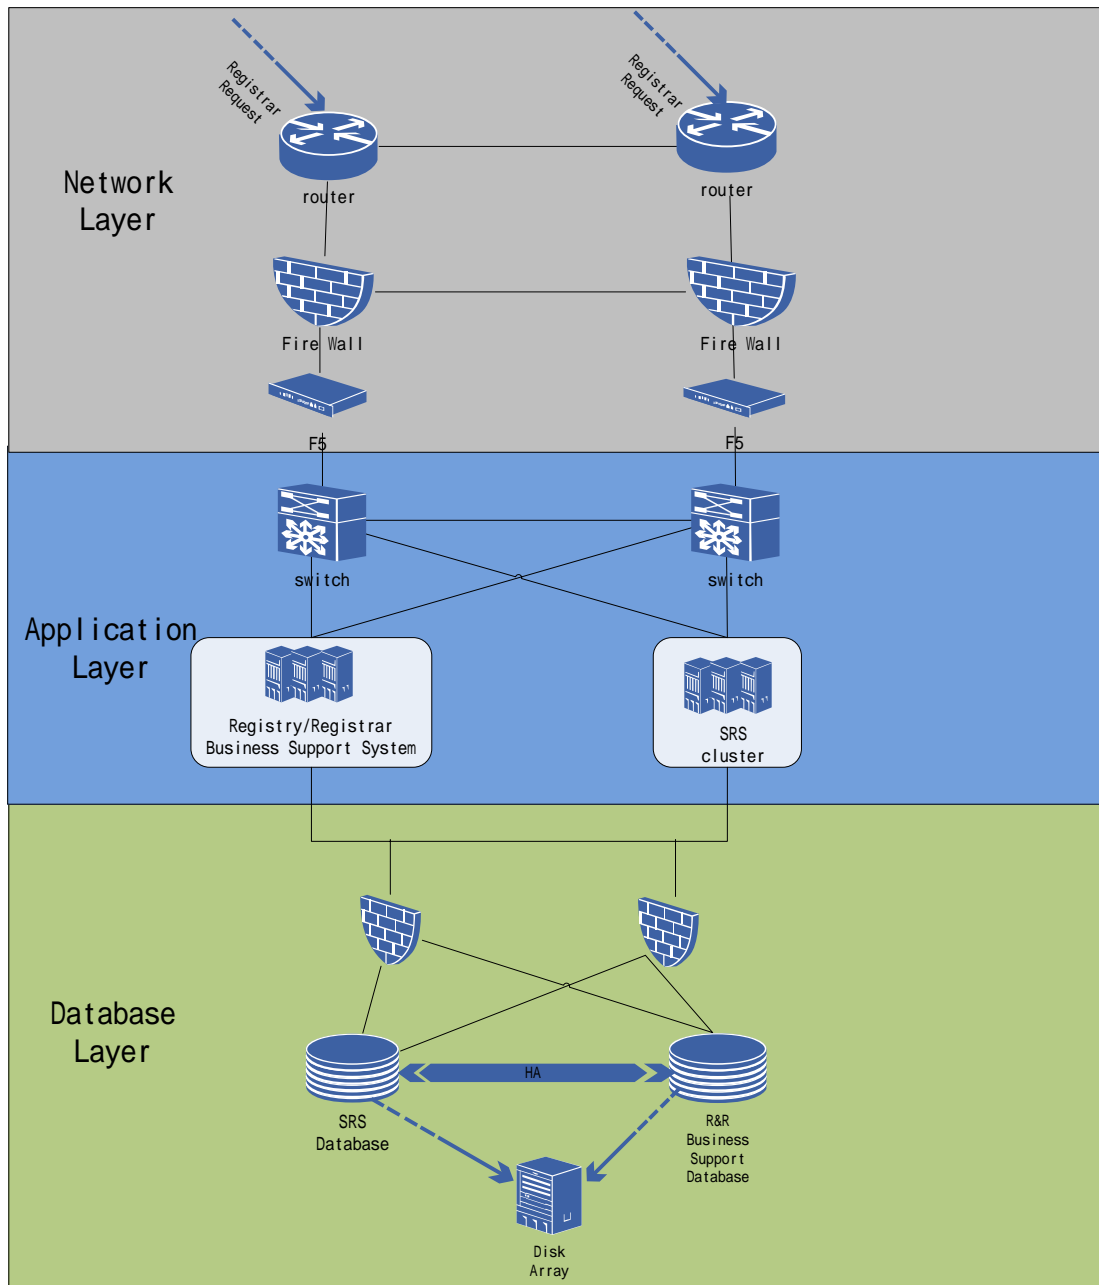 Registrar
Request
Registrar
Request
router
router
Network
Layer
Fire Wall
Fire Wall
F5
F5
switch
switch
Application
Layer
Registry/Registrar
Business Support System
SRS
cluster
Database
Layer
HA
SRS
Database
R&R
Business
Support
Database
Disk
Array